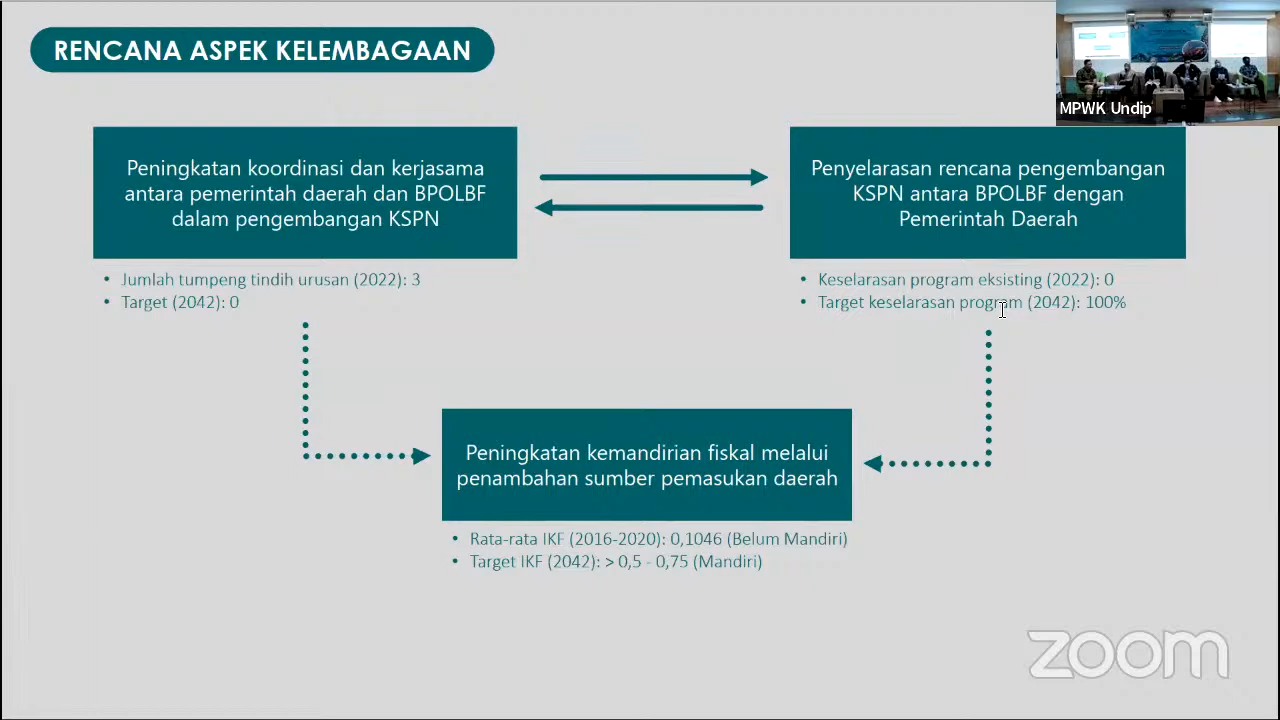 RENCANA ASPEK KELEMBAGAAN
MPWK Undip
Peningkatan koordinasi dan kerjasama
antara pemerintah daerah dan BPOLBF
dalam pengembangan KSPN
Penyelarasan rencana pengembangan
KSPN antara BPOLBF dengan
Pemerintah Daerah
• Jumlah tumpeng tindih urusan (2022): 3
• Target (2042): 0
• Keselarasan program eksisting (2022): 0
• Target keselarasan program (2042): 100%
Peningkatan kemandirian fiskal melalui
penambahan sumber pemasukan daerah
• Rata-rata IKF (2016-2020): 0,1046 (Belum Mandiri)
• Target IKF (2042): > 0,5 - 0,75 (Mandiri)
zoom